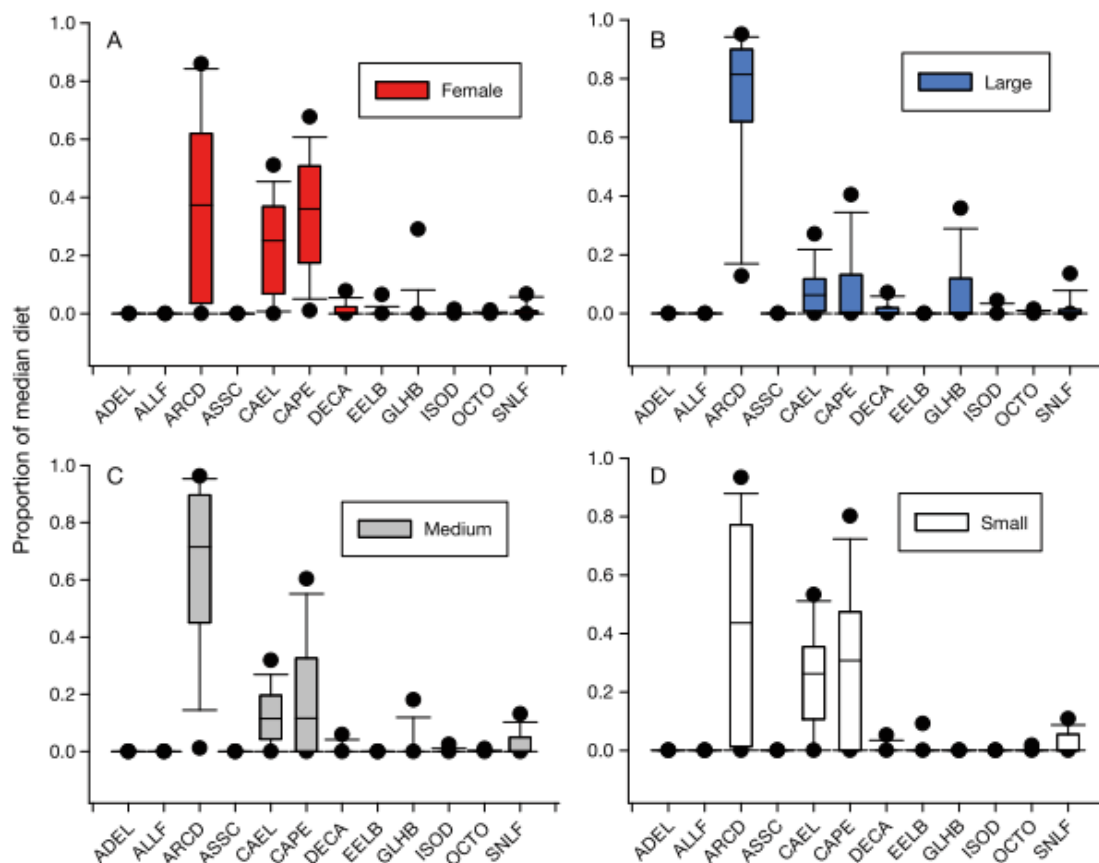 Proportion of median diet
A
Female
1.0
0.8
0.6
0.4
0.2
0.0
ADEL ALLF ARCD ASSC CAEL CAPE DECA EELB GLHB ISOD OCTO SNLF
B
Large
1.0
0.8
0.6
0.4
0.2
0.0
ADEL ALLF ARCD ASSC CAEL CAPE DECA EELB GLHB ISOD OCTO SNLF
C
Medium
1.0
0.8
0.6
0.4
0.2
0.0
ADEL ALLF ARCD ASSC CAEL CAPE DECA EELB GLHB ISOD OCTO SNLF
D
Small
1.0
0.8
0.6
0.4
0.2
0.0
ADEL ALLF ARCD ASSC CAEL CAPE DECA EELB GLHB ISOD OCTO SNLF